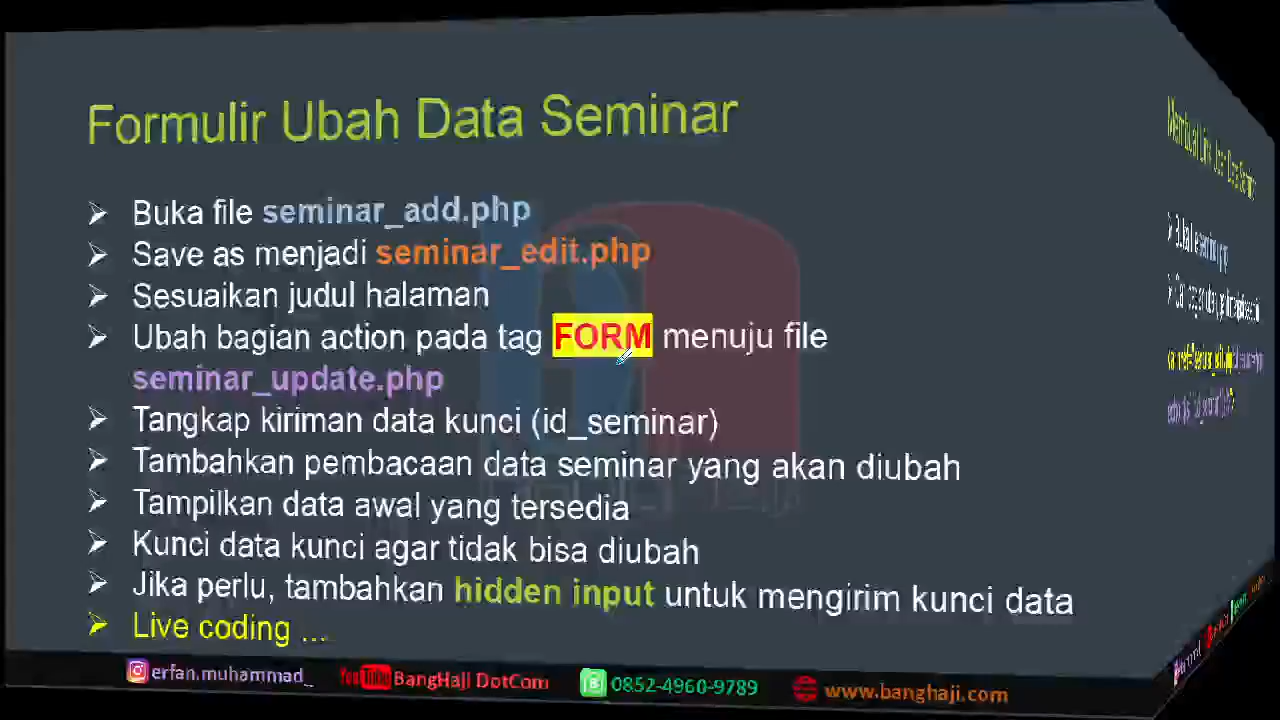 Formulir Ubah Data Seminar
➢ Buka file seminar_add.php
➢ Save as menjadi seminar_edit.php
➢ Sesuaikan judul halaman
➢ Ubah bagian action pada tag FORM menuju file
seminar_update.php
➢ Tangkap kiriman data kunci (id_seminar)
➢ Tambahkan pembacaan data seminar yang akan diubah
➢ Tampilkan data awal yang tersedia
➢ Kunci data kunci agar tidak bisa diubah
➢ Jika perlu, tambahkan hidden input untuk mengirim kunci data
➢ Live coding ...
erfan.muhammad_ YouTube BangHaji DotCom 0852-4960-9789 www.banghaji.com